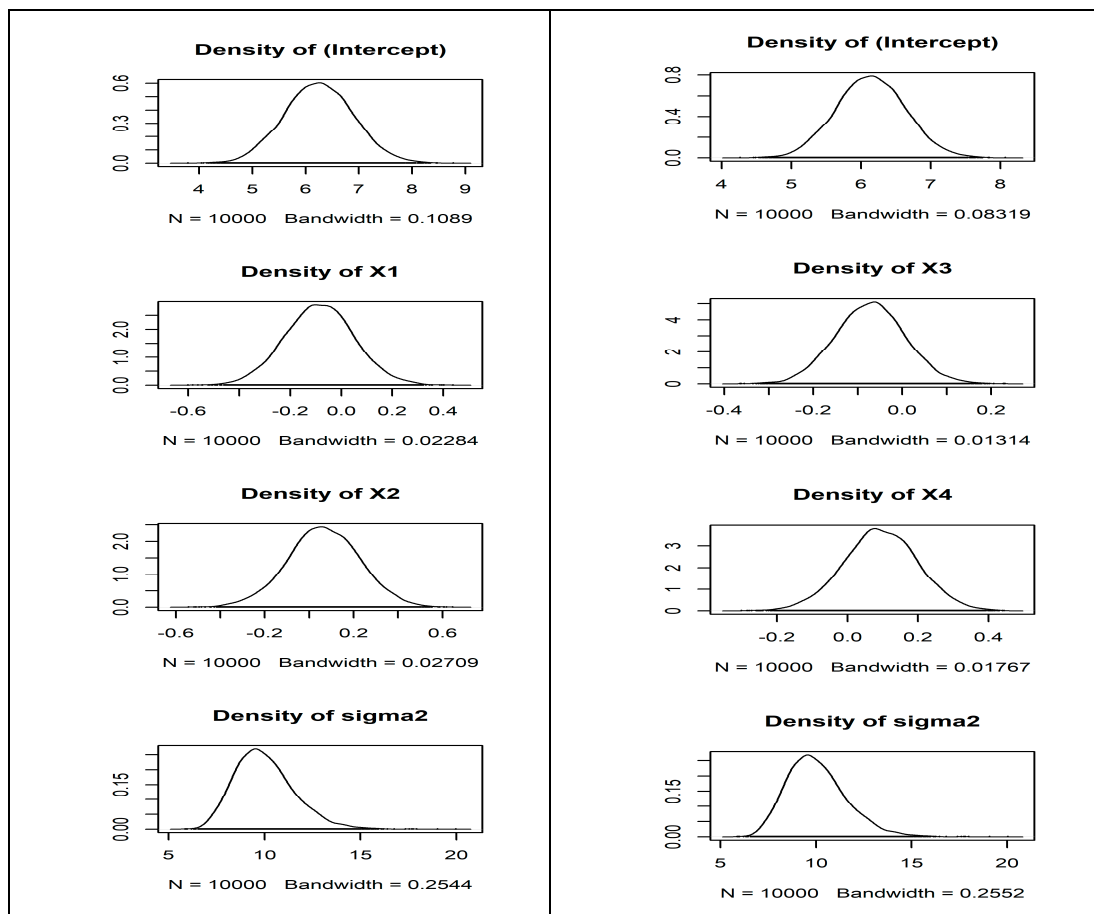 Density of (Intercept)
0.0 0.3 0.6
4 5 6 7 8 9
N = 10000 Bandwidth = 0.1089
Density of X1
0.0 1.0 2.0
-0.6 -0.2 0.0 0.2 0.4
N = 10000 Bandwidth = 0.02284
Density of X2
0.0 1.0 2.0
-0.6 -0.2 0.2 0.6
N = 10000 Bandwidth = 0.02709
Density of sigma2
0.00 0.15
5 10 15 20
N = 10000 Bandwidth = 0.2544
Density of (Intercept)
0.0 0.4 0.8
4 5 6 7 8
N = 10000 Bandwidth = 0.08319
Density of X3
0 2 4
-0.4 -0.2 0.0 0.2
N = 10000 Bandwidth = 0.01314
Density of X4
0 1 2 3
-0.2 0.0 0.2 0.4
N = 10000 Bandwidth = 0.01767
Density of sigma2
0.00 0.15
5 10 15 20
N = 10000 Bandwidth = 0.2552